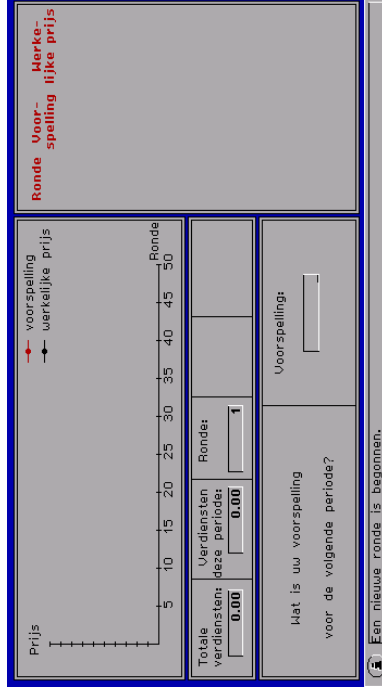 Prijs
voorspelling
werkelijke prijs
5 10 15 20 25 30 35 40 45 50
Ronde
Ronde Voor- Werke-
spelling lijke prijs
Totale
verdiensten:
0.00
Verdiensten
deze periode:
0.00
Ronde:
1
Wat is uw voorspelling
voor de volgende periode?
Voorspelling:
Een nieuwe ronde is begonnen.